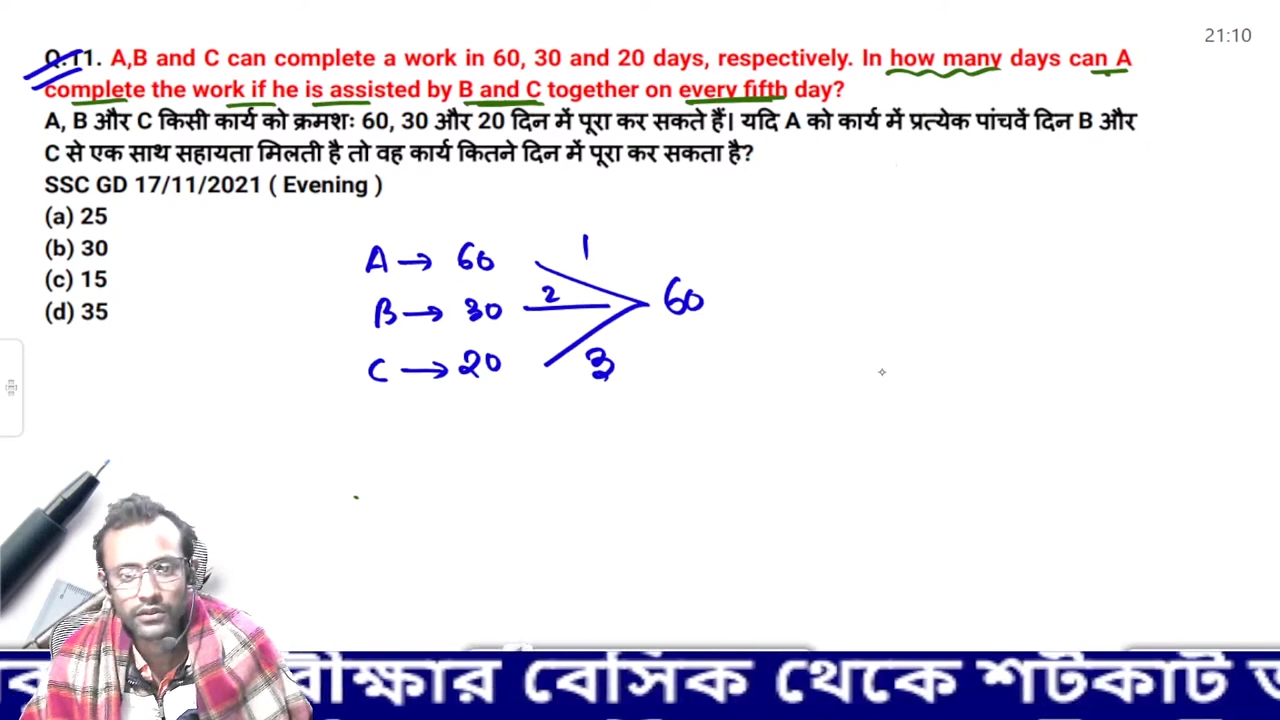 21:10
Q.11. A,B and C can complete a work in 60, 30 and 20 days, respectively. In how many days can A
complete the work if he is assisted by B and C together on every fifth day?
A, B और C किसी कार्य को क्रमशः 60, 30 और 20 दिन में पूरा कर सकते हैं। यदि A को कार्य में प्रत्येक पांचवें दिन B और
C से एक साथ सहायता मिलती है तो वह कार्य कितने दिन में पूरा कर सकता है?
SSC GD 17/11/2021 ( Evening )
(a) 25
(b) 30
(c) 15
(d) 35
A → 60 1
B → 30 2 60
C → 20 3
বেসিক থেকে শর্টকাট